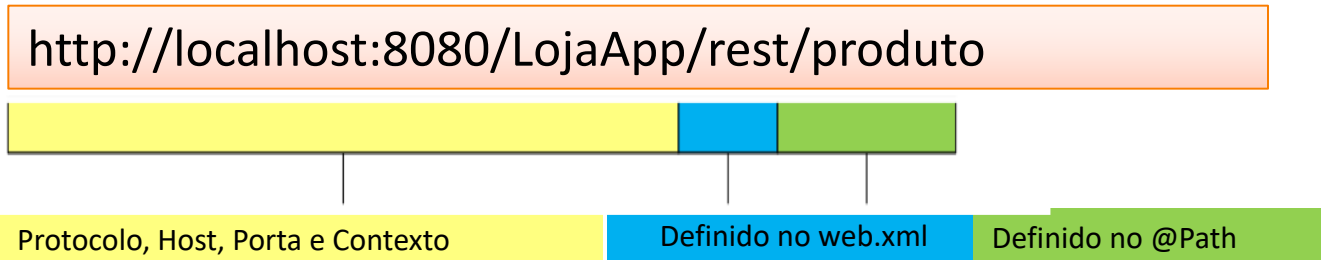 http://localhost:8080/LojaApp/rest/produto
Protocolo, Host, Porta e Contexto
Definido no web.xml
Definido no @Path